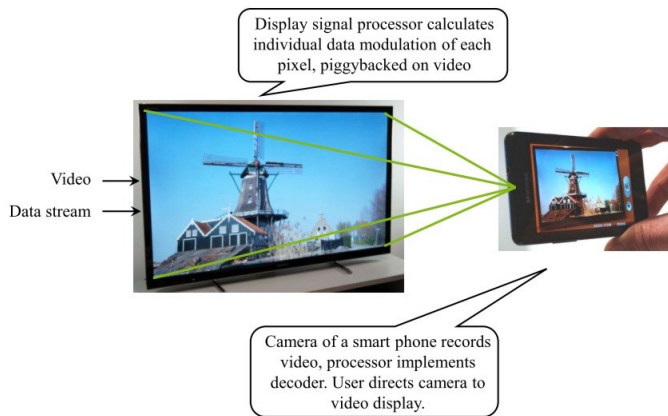 Display signal processor calculates
individual data modulation of each
pixel, piggybacked on video
Video
Data stream
Camera of a smart phone records
video, processor implements
decoder. User directs camera to
video display.